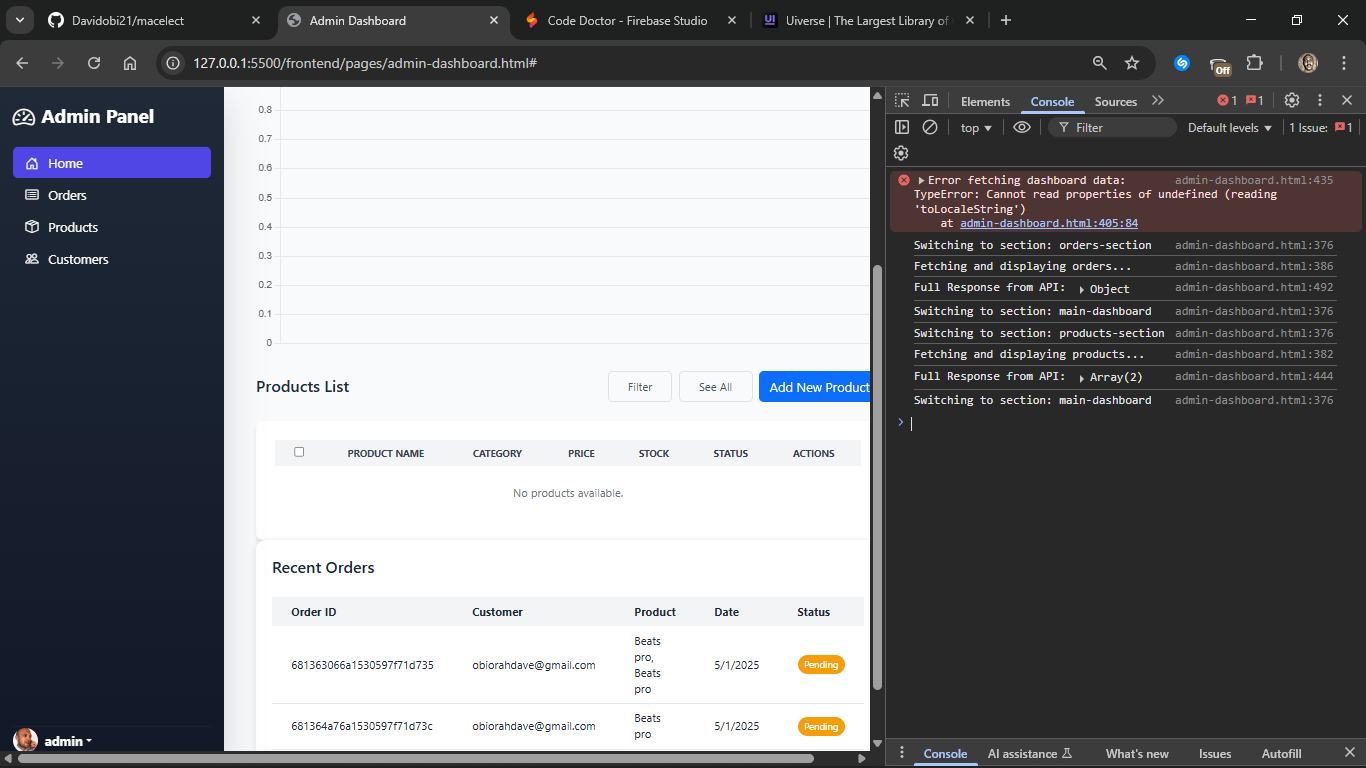 Davidobi21/macelect
Admin Dashboard
Code Doctor - Firebase Studio
UI Uiverse | The Largest Library of
127.0.0.1:5500/frontend/pages/admin-dashboard.html#
Off
Admin Panel
Home
Orders
Products
Customers
admin
0.8
0.7
0.6
0.5
0.4
0.3
0.2
0.1
0
Products List
Filter
See All
Add New Product
PRODUCT NAME CATEGORY PRICE STOCK STATUS ACTIONS
No products available.
Recent Orders
Order ID Customer Product Date Status
681363066a1530597f71d735 obiorahdave@gmail.com Beats
pro,
Beats
pro
5/1/2025 Pending
681364a76a1530597f71d73c obiorahdave@gmail.com Beats
pro
5/1/2025 Pending
Elements Console Sources 1 1
top Filter Default levels 1 Issue: 1
Error fetching dashboard data: admin-dashboard.html:435
TypeError: Cannot read properties of undefined (reading
'toLocaleString')
at admin-dashboard.html:405:84
Switching to section: orders-section admin-dashboard.html:376
Fetching and displaying orders... admin-dashboard.html:386
Full Response from API: Object admin-dashboard.html:492
Switching to section: main-dashboard admin-dashboard.html:376
Switching to section: products-section admin-dashboard.html:376
Fetching and displaying products... admin-dashboard.html:382
Full Response from API: Array(2) admin-dashboard.html:444
Switching to section: main-dashboard admin-dashboard.html:376
Console AI assistance What's new Issues Autofill